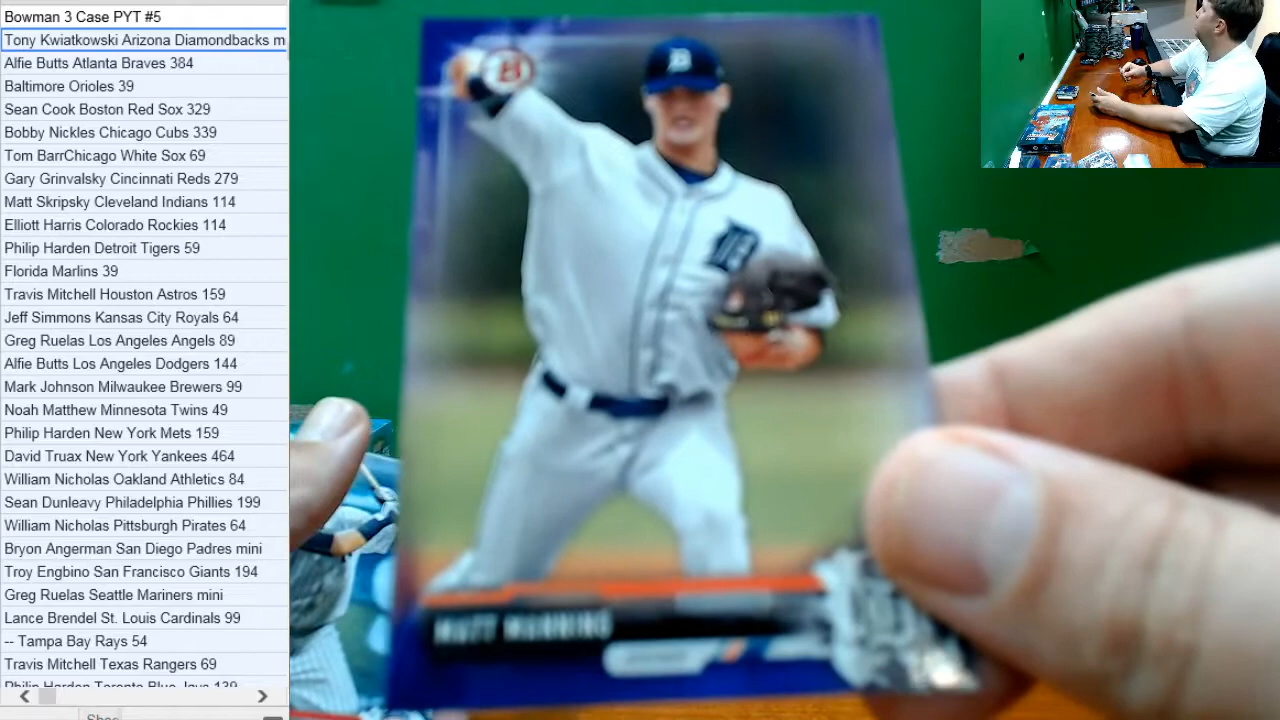 Bowman 3 Case PYT #5
Tony Kwiatkowski Arizona Diamondbacks m
Alfie Butts Atlanta Braves 384
Baltimore Orioles 39
Sean Cook Boston Red Sox 329
Bobby Nickles Chicago Cubs 339
Tom BarrChicago White Sox 69
Gary Grinvalsky Cincinnati Reds 279
Matt Skripsky Cleveland Indians 114
Elliott Harris Colorado Rockies 114
Philip Harden Detroit Tigers 59
Florida Marlins 39
Travis Mitchell Houston Astros 159
Jeff Simmons Kansas City Royals 64
Greg Ruelas Los Angeles Angels 89
Alfie Butts Los Angeles Dodgers 144
Mark Johnson Milwaukee Brewers 99
Noah Matthew Minnesota Twins 49
Philip Harden New York Mets 159
David Truax New York Yankees 464
William Nicholas Oakland Athletics 84
Sean Dunleavy Philadelphia Phillies 199
William Nicholas Pittsburgh Pirates 64
Bryon Angerman San Diego Padres mini
Troy Engbino San Francisco Giants 194
Greg Ruelas Seattle Mariners mini
Lance Brendel St. Louis Cardinals 99
-- Tampa Bay Rays 54
Travis Mitchell Texas Rangers 69
Philip Harden Toronto Blue Jays 139
B
D
D
MATT MANNING